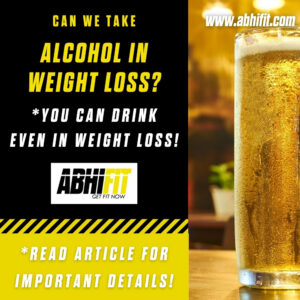 CAN WE TAKE
www.abhifit.com
ALCOHOL IN
WEIGHT LOSS?
*YOU CAN DRINK
EVEN IN WEIGHT LOSS!
ABHIFIT
GET FIT NOW
*READ ARTICLE FOR
IMPORTANT DETAILS!